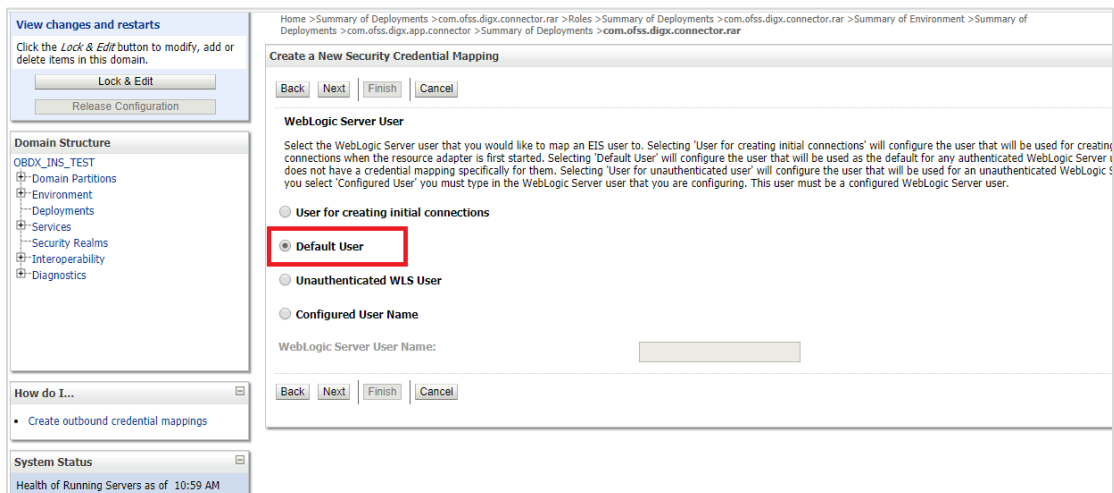 View changes and restarts
Click the Lock & Edit button to modify, add or
delete items in this domain.
Lock & Edit
Release Configuration
Domain Structure
OBDX_INS_TEST
Domain Partitions
Environment
Deployments
Services
Security Realms
Interoperability
Diagnostics
How do I...
Create outbound credential mappings
System Status
Health of Running Servers as of 10:59 AM
Home >Summary of Deployments >com.ofss.digx.connector.rar >Roles >Summary of Deployments >com.ofss.digx.connector.rar >Summary of Environment >Summary of
Deployments >com.ofss.digx.app.connector >Summary of Deployments >com.ofss.digx.connector.rar
Create a New Security Credential Mapping
Back Next Finish Cancel
WebLogic Server User
Select the WebLogic Server user that you would like to map an EIS user to. Selecting 'User for creating initial connections' will configure the user that will be used for creating
connections when the resource adapter is first started. Selecting 'Default User' will configure the user that will be used as the default for any authenticated WebLogic Server
does not have a credential mapping specifically for them. Selecting 'User for unauthenticated user' will configure the user that will be used for an unauthenticated WebLogic
you select 'Configured User' you must type in the WebLogic Server user that you are configuring. This user must be a configured WebLogic Server user.
User for creating initial connections
Default User
Unauthenticated WLS User
Configured User Name
WebLogic Server User Name:
Back Next Finish Cancel